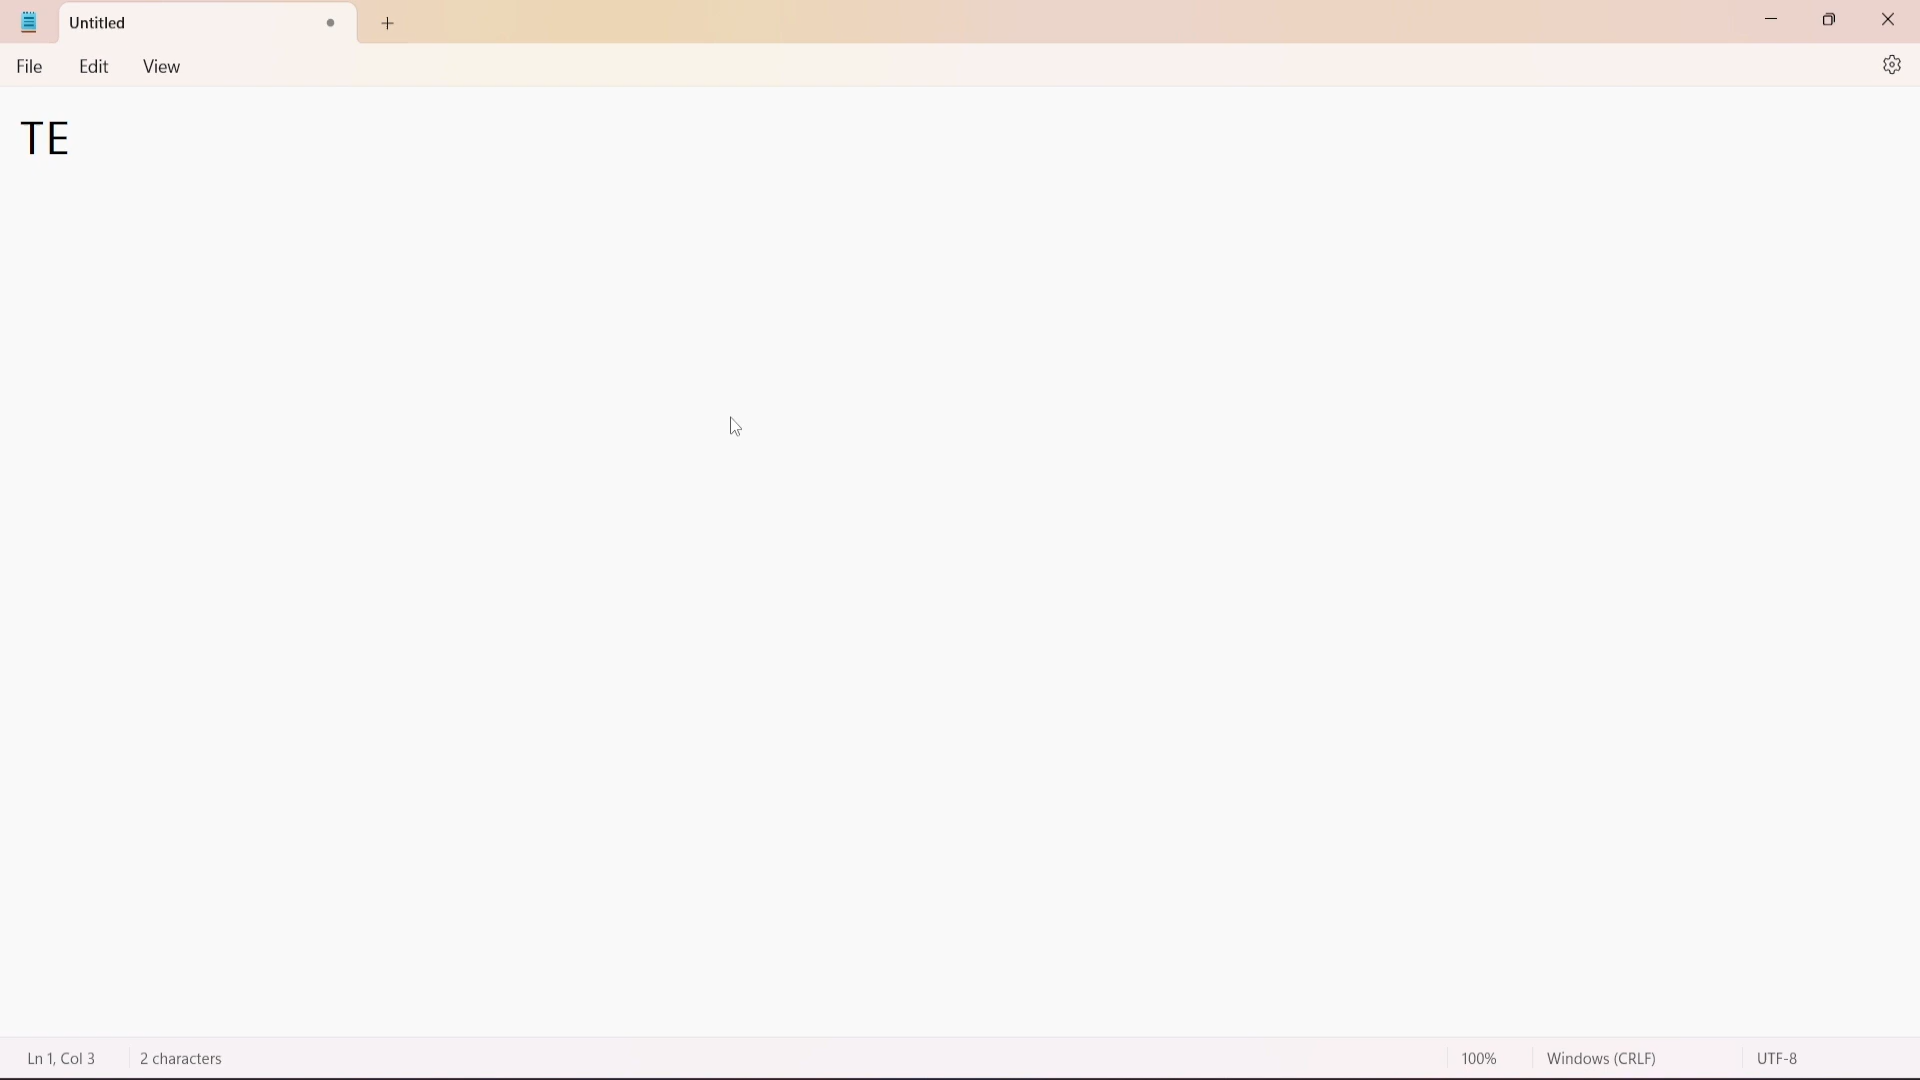 Untitled
File Edit View
TE
Ln 1, Col 3 2 characters 100% Windows (CRLF) UTF-8